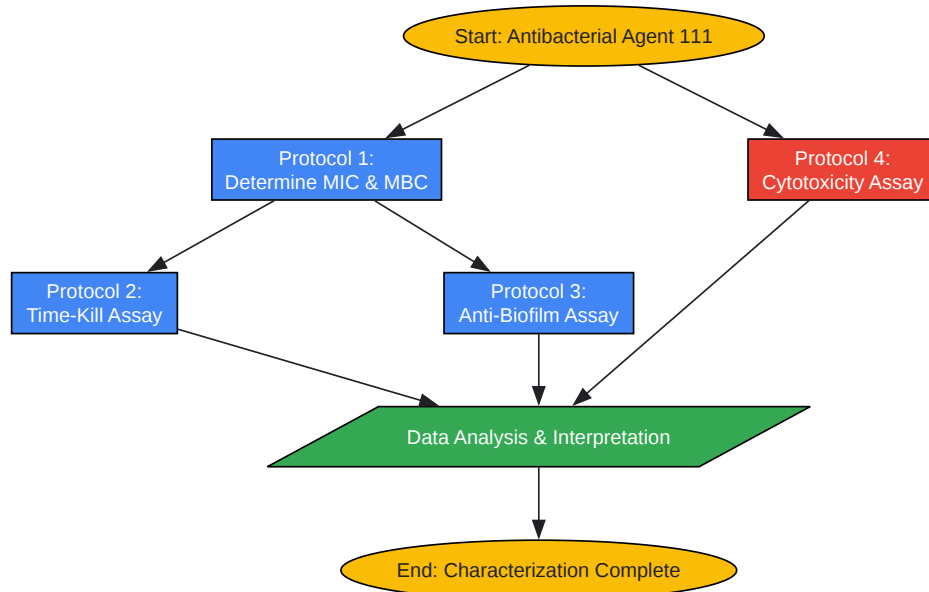 Start: Antibacterial Agent 111
Protocol 1:
Determine MIC & MBC
Protocol 4:
Cytotoxicity Assay
Protocol 2:
Time-Kill Assay
Protocol 3:
Anti-Biofilm Assay
Data Analysis & Interpretation
End: Characterization Complete